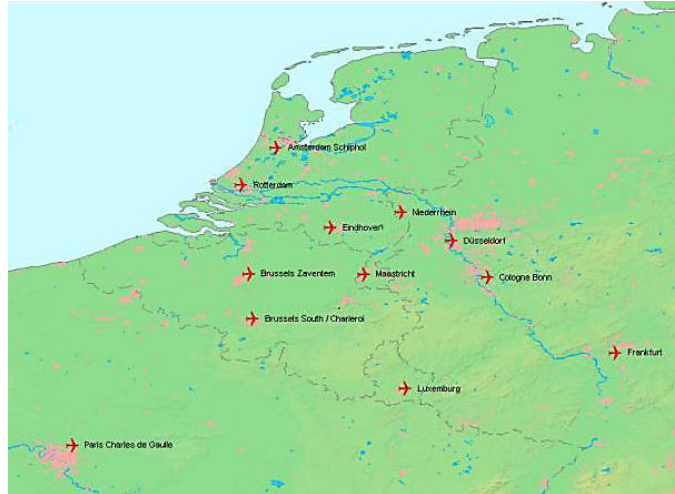 Amsterdam Schiphol
Rotterdam
Niederrhein
Eindhoven
Düsseldorf
Brussels Zaventem
Maastricht
Cologne Bonn
Brussels South / Charleroi
Frankfurt
Luxemburg
Paris Charles de Gaulle